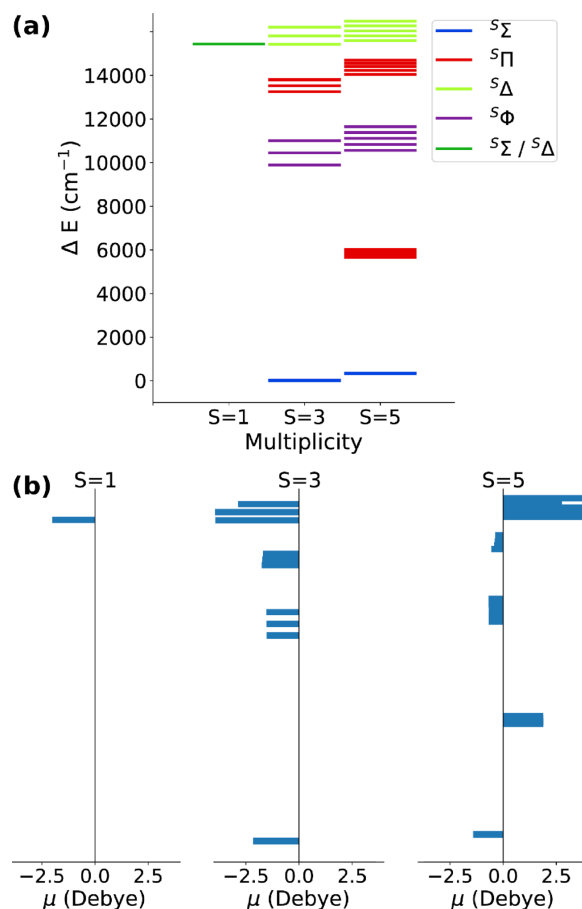 (a)
ˢΣ
ˢΠ
ˢΔ
ˢΦ
ˢΣ / ˢΔ
Δ E (cm⁻¹)
14000
12000
10000
8000
6000
4000
2000
0
S=1 S=3 S=5
Multiplicity
(b)
S=1 S=3 S=5
−2.5 0.0 2.5 −2.5 0.0 2.5 −2.5 0.0 2.5
μ (Debye) μ (Debye) μ (Debye)